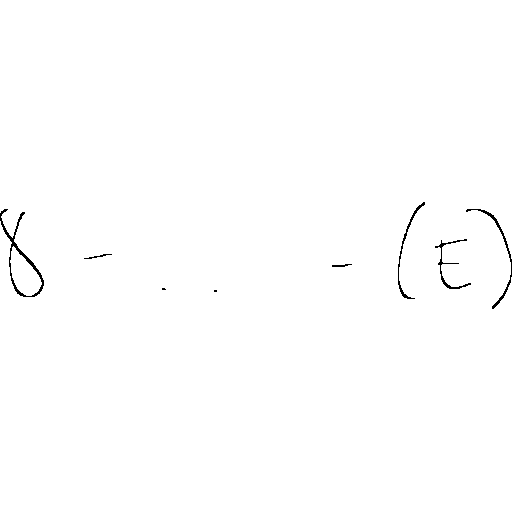 γ - . . - (E)